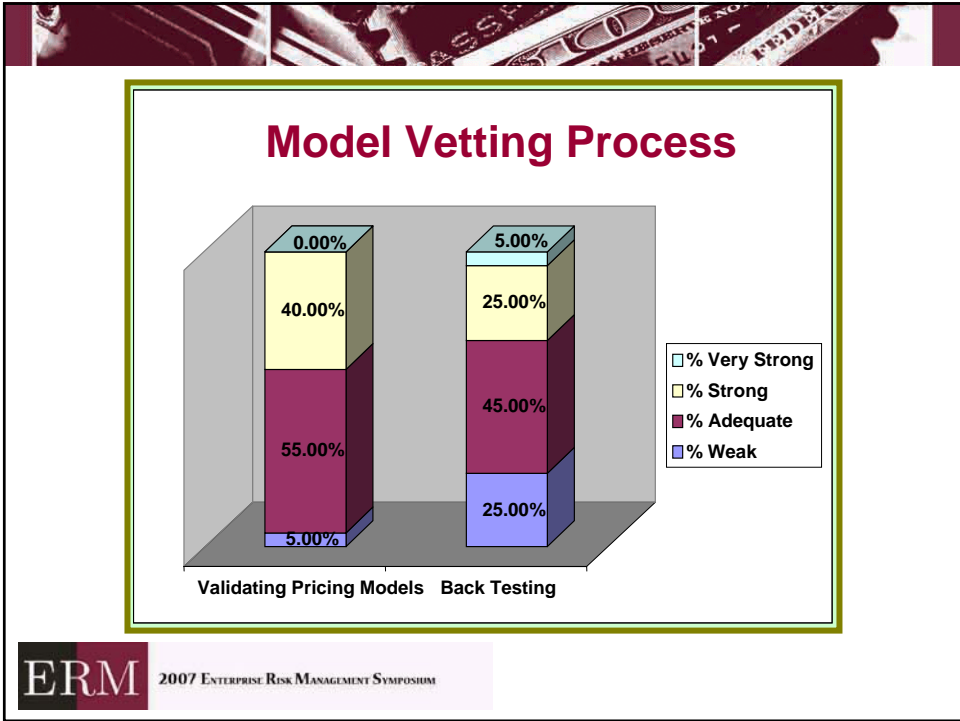 Model Vetting Process
0.00%
40.00%
55.00%
5.00%
5.00%
25.00%
45.00%
25.00%
% Very Strong
% Strong
% Adequate
% Weak
Validating Pricing Models Back Testing
ERM 2007 Enterprise Risk Management Symposium